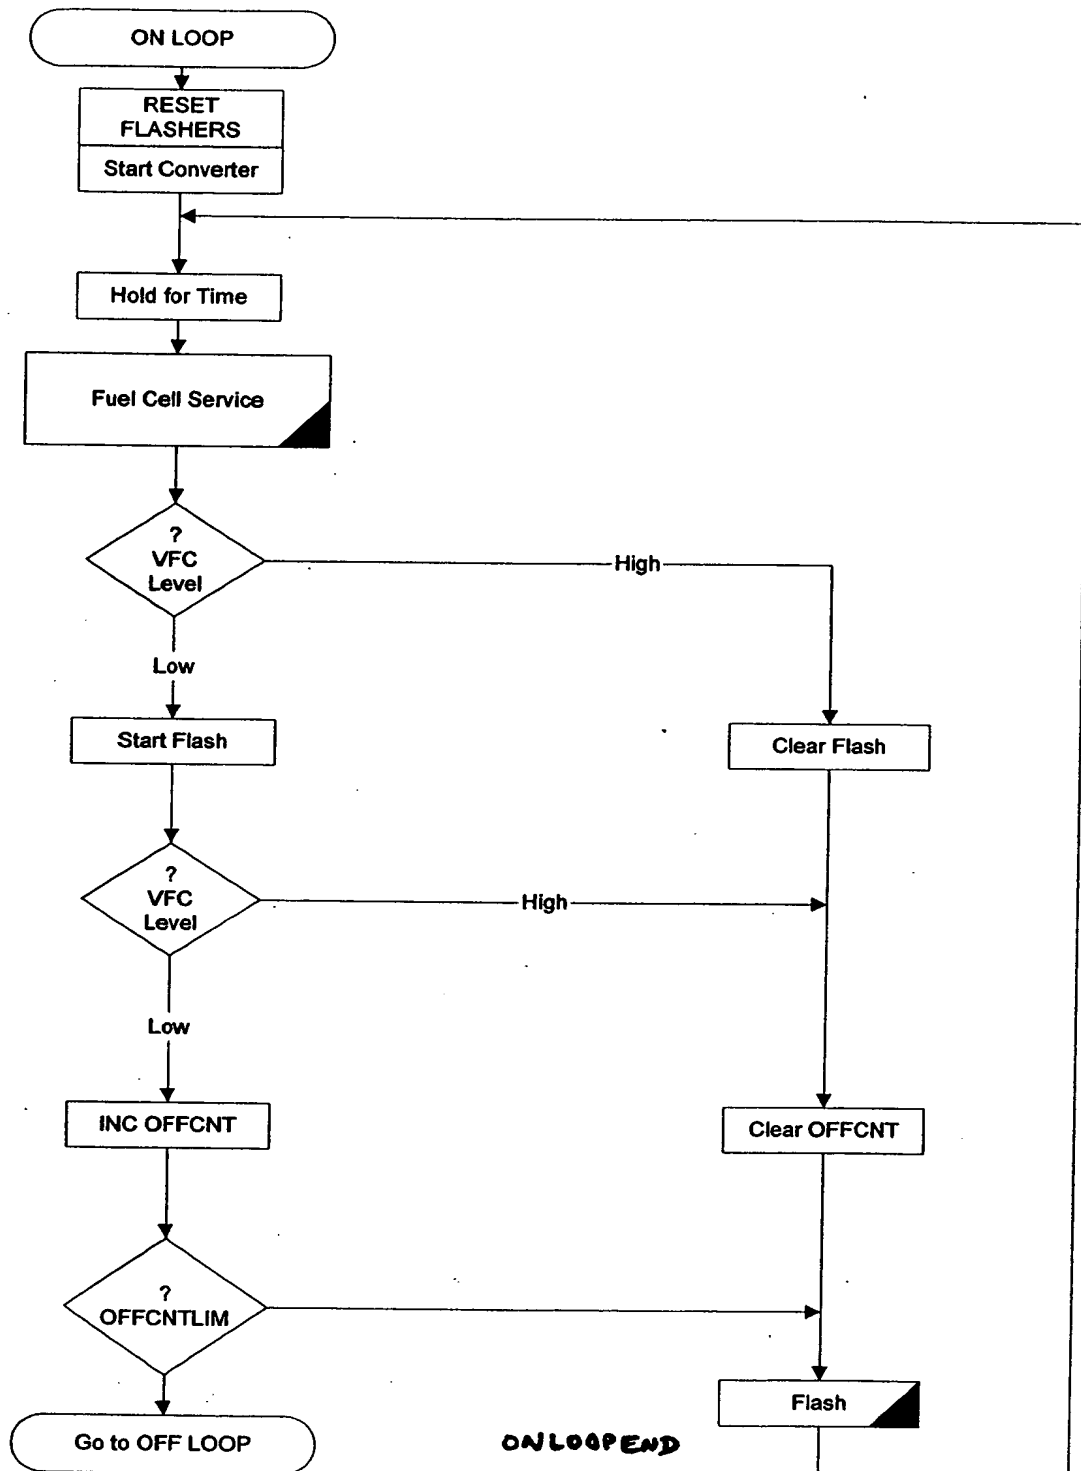 ON LOOP
RESET
FLASHERS
Start Converter
Hold for Time
Fuel Cell Service
?
VFC
Level
High
Low
Start Flash
Clear Flash
?
VFC
Level
High
Low
INC OFFCNT
Clear OFFCNT
?
OFFCNTLIM
Flash
Go to OFF LOOP
ONLOOPEND